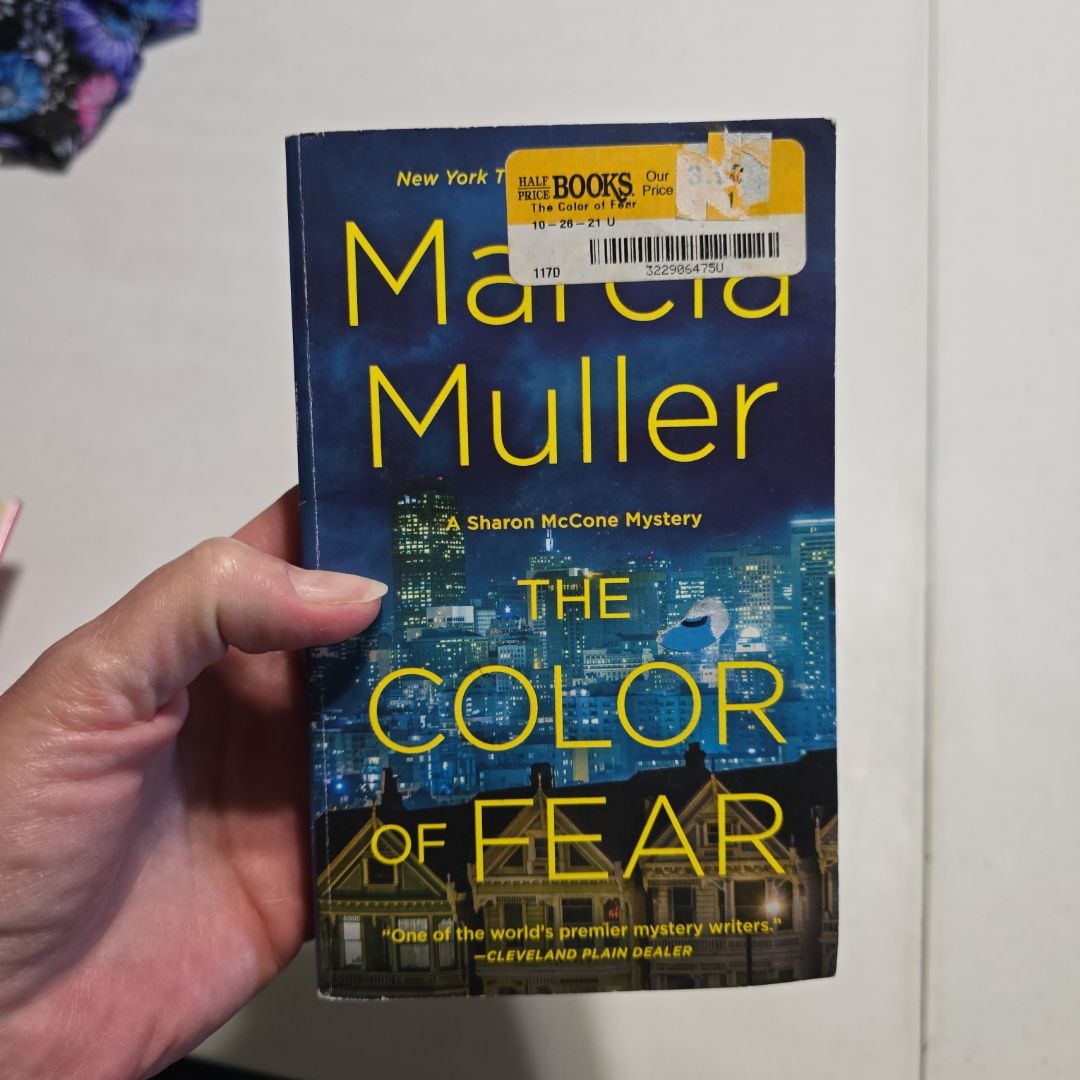 New York
HALF PRICE BOOKS. Our Price
The Color of Fear
10-26-21 U
117D
322906475U
Marcia
Muller
A Sharon McCone Mystery
THE
COLOR
OF FEAR
"One of the world's premier mystery writers."
—CLEVELAND PLAIN DEALER